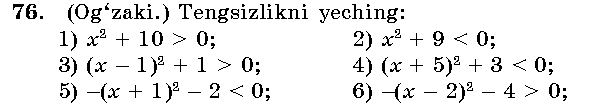 76. (Og‘zaki.) Tengsizlikni yeching:
1) x² + 10 > 0; 2) x² + 9 < 0;
3) (x − 1)² + 1 > 0; 4) (x + 5)² + 3 < 0;
5) –(x + 1)² − 2 < 0; 6) –(x − 2)² − 4 > 0;